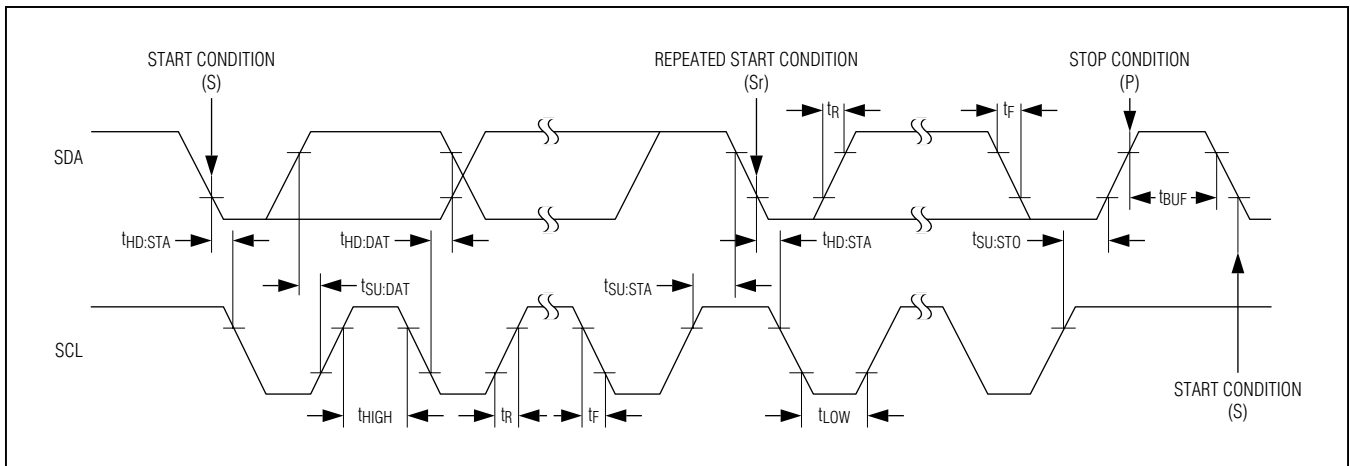 START CONDITION
(S)
REPEATED START CONDITION
(Sr)
STOP CONDITION
(P)
tR
tF
SDA
tBUF
tHD:STA
tHD:DAT
tHD:STA
tSU:STO
tSU:DAT
tSU:STA
SCL
tHIGH
tR
tF
tLOW
START CONDITION
(S)